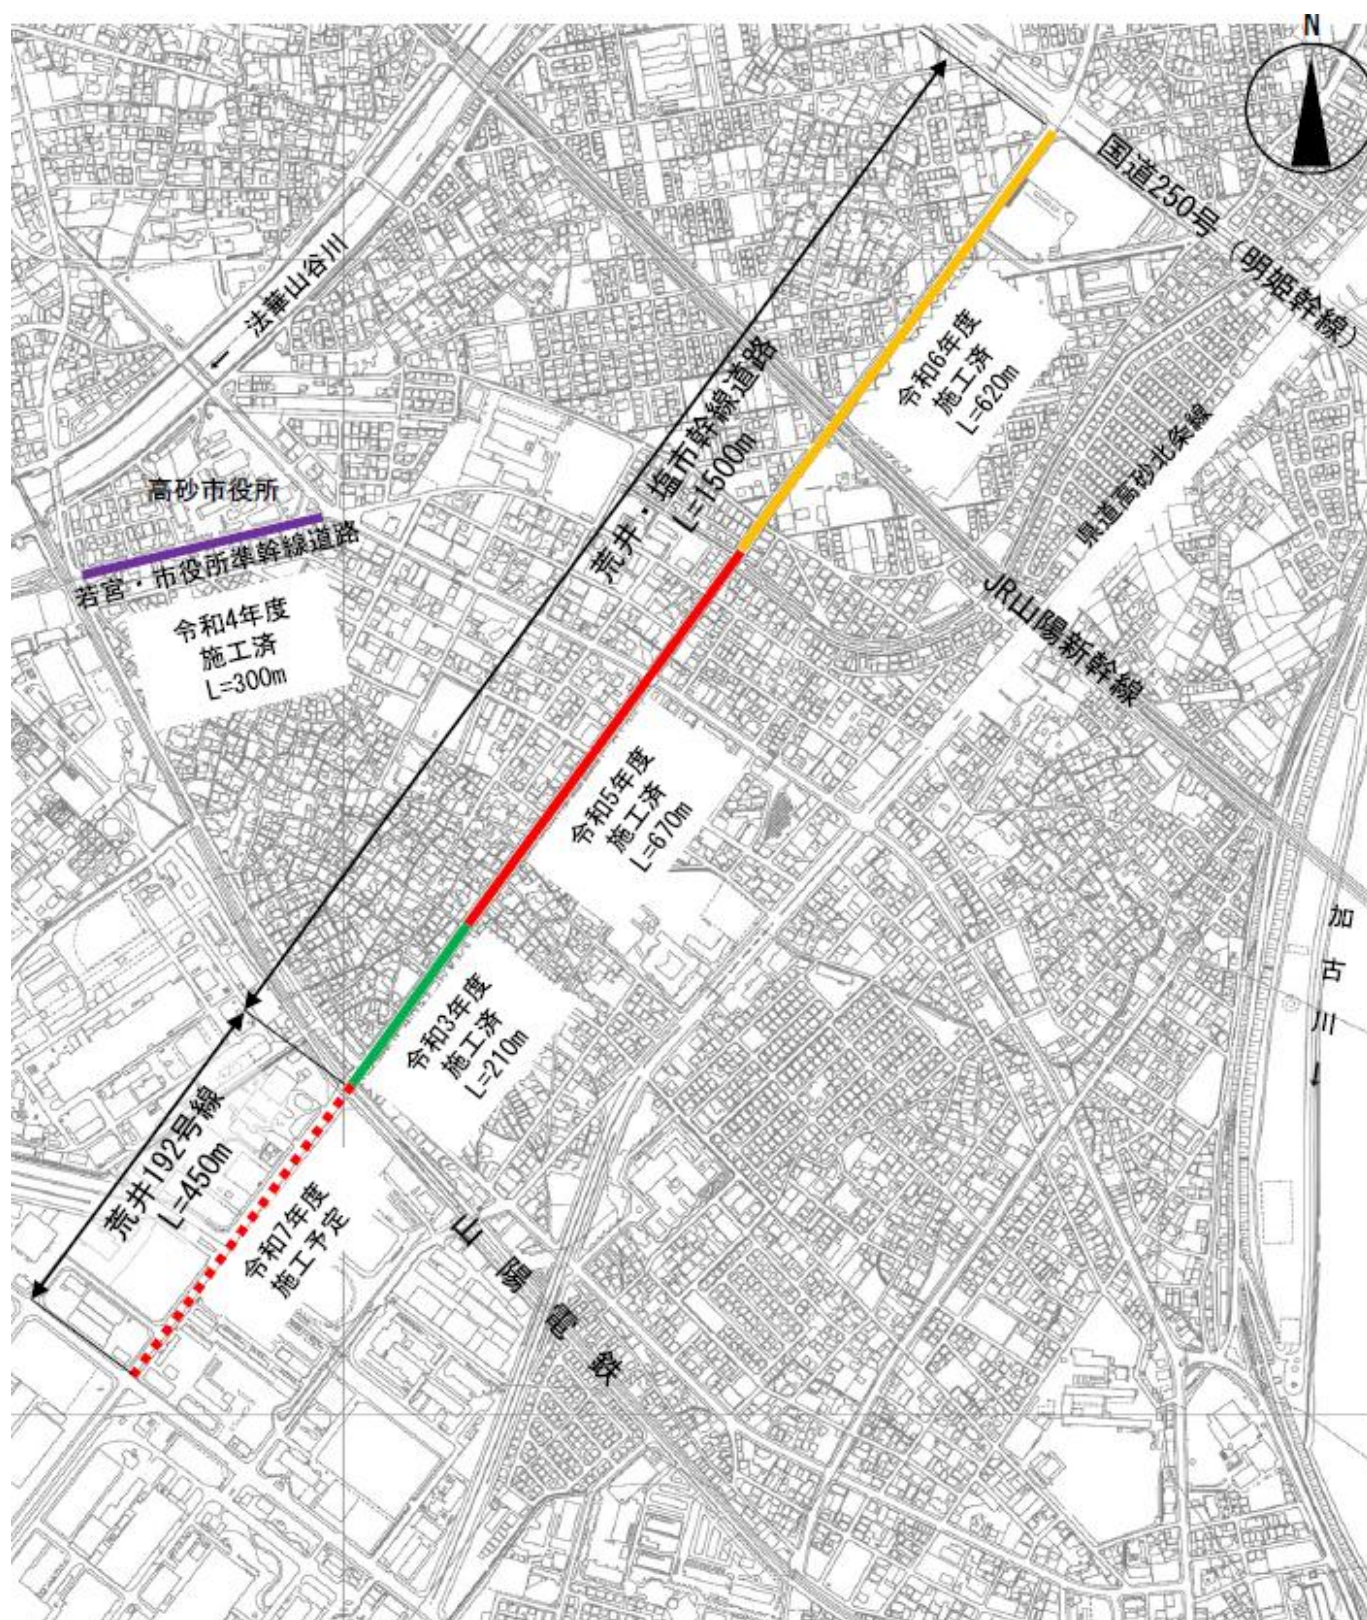 N
国道250号（明姫幹線）
← 法華山谷川
荒井・塩市幹線道路
L=1,500m
令和6年度
施工済
L=620m
県道高砂北条線
高砂市役所
若宮・市役所準幹線道路
令和4年度
施工済
L=300m
JR山陽新幹線
令和5年度
施工済
L=670m
加古川 ←
令和3年度
施工済
L=210m
荒井192号線
L=450m
令和7年度
施工予定
山陽電鉄